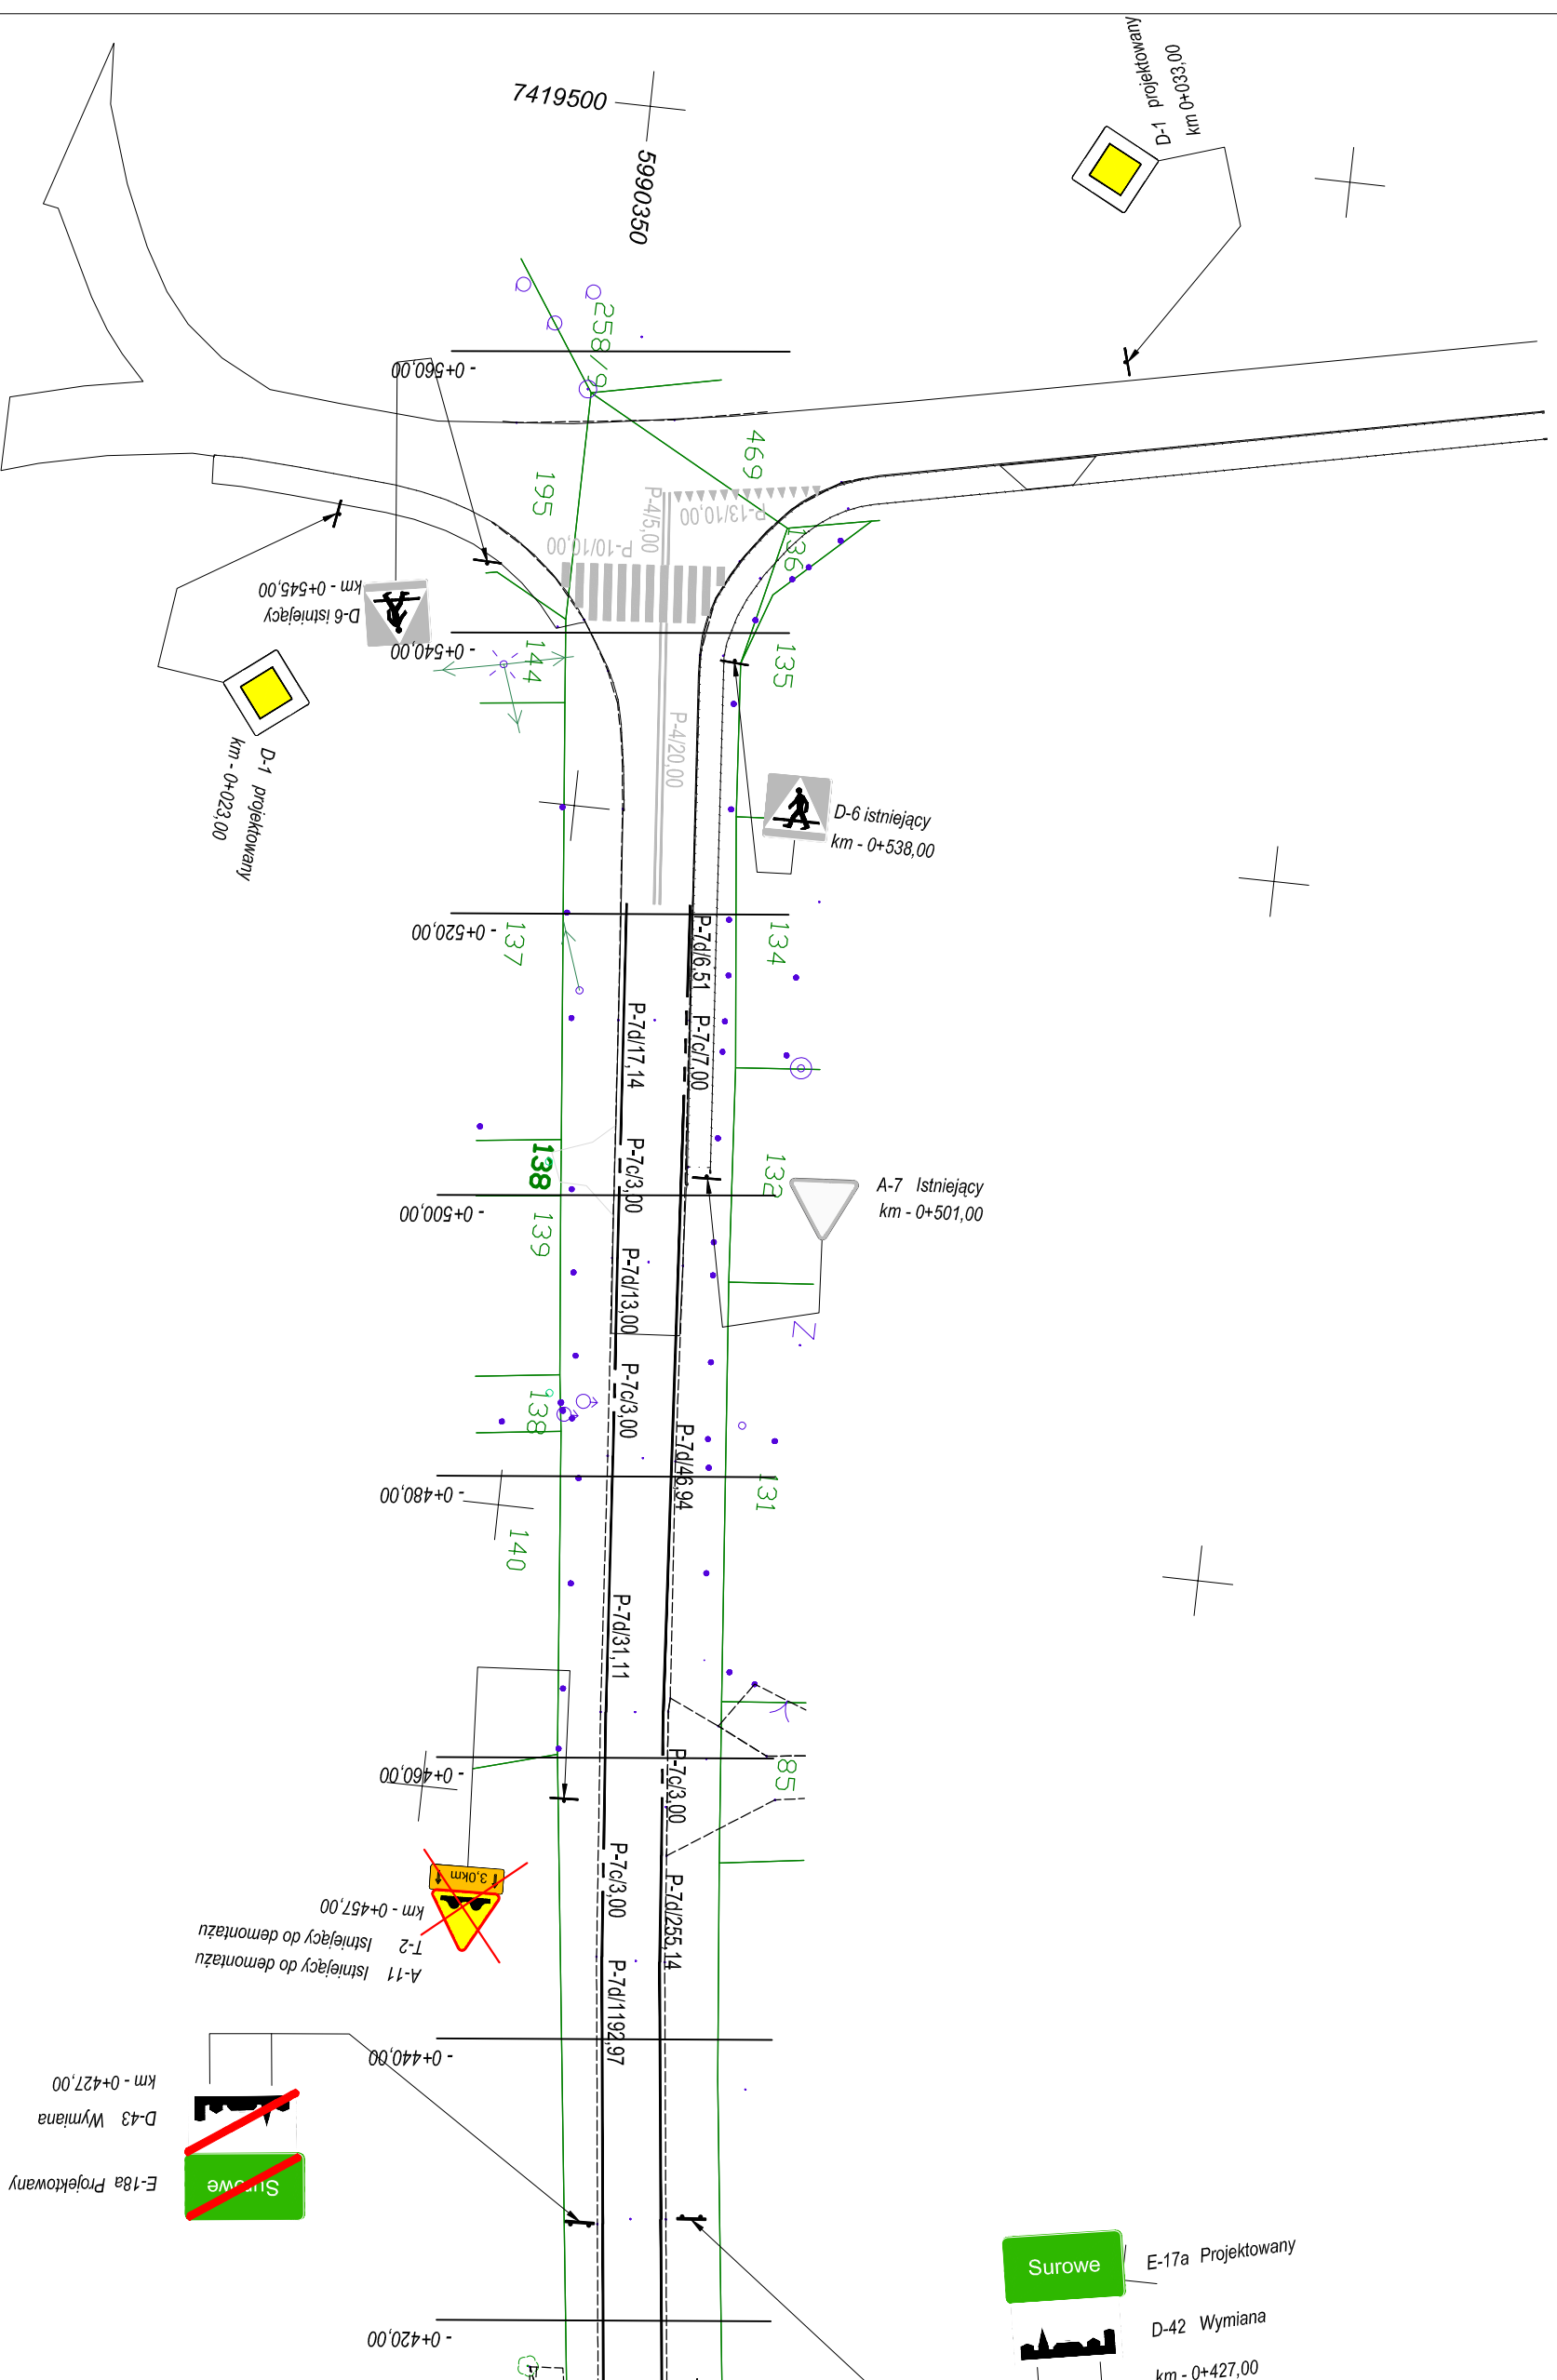 D-1 projektowany
km 0+033,00
7419500
5990350
258/9
- 0+560,00
469
195
P-4/5,00
P-13/10,00
P-10/10,00
136
km - 0+545,00
D-6 istniejący
- 0+540,00
144
135
D-1 projektowany
km - 0+023,00
P-4/20,00
D-6 istniejący
km - 0+538,00
- 0+520,00
137
134
P-7d/6,51
P-7d/17,14
P-7c/7,00
138
P-7c/3,00
132
A-7 Istniejący
km - 0+501,00
- 0+500,00
139
P-7d/13,00
Z
P-7c/3,00
138
P-7d/46,94
- 0+480,00
131
140
P-7d/31,11
- 0+460,00
P-7c/3,00
85
3,0km
km - 0+457,00
T-2 Istniejący do demontażu
A-11 Istniejący do demontażu
P-7c/3,00
P-7d/255,14
P-7d/1192,97
- 0+440,00
km - 0+427,00
D-43 Wymiana
E-18a Projektowany
Surowe
Surowe
E-17a Projektowany
D-42 Wymiana
km - 0+427,00
- 0+420,00